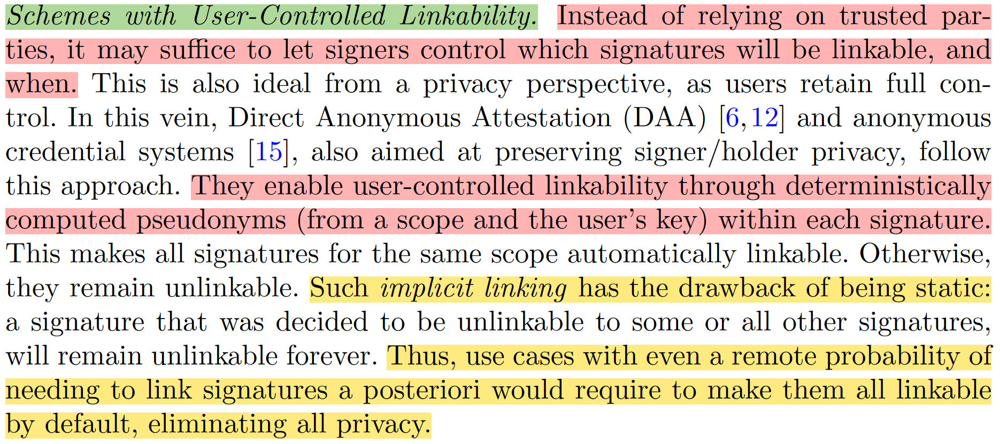 Schemes with User-Controlled Linkability. Instead of relying on trusted par-
ties, it may suffice to let signers control which signatures will be linkable, and
when. This is also ideal from a privacy perspective, as users retain full con-
trol. In this vein, Direct Anonymous Attestation (DAA) [6,12] and anonymous
credential systems [15], also aimed at preserving signer/holder privacy, follow
this approach. They enable user-controlled linkability through deterministically
computed pseudonyms (from a scope and the user's key) within each signature.
This makes all signatures for the same scope automatically linkable. Otherwise,
they remain unlinkable. Such implicit linking has the drawback of being static:
a signature that was decided to be unlinkable to some or all other signatures,
will remain unlinkable forever. Thus, use cases with even a remote probability of
needing to link signatures a posteriori would require to make them all linkable
by default, eliminating all privacy.